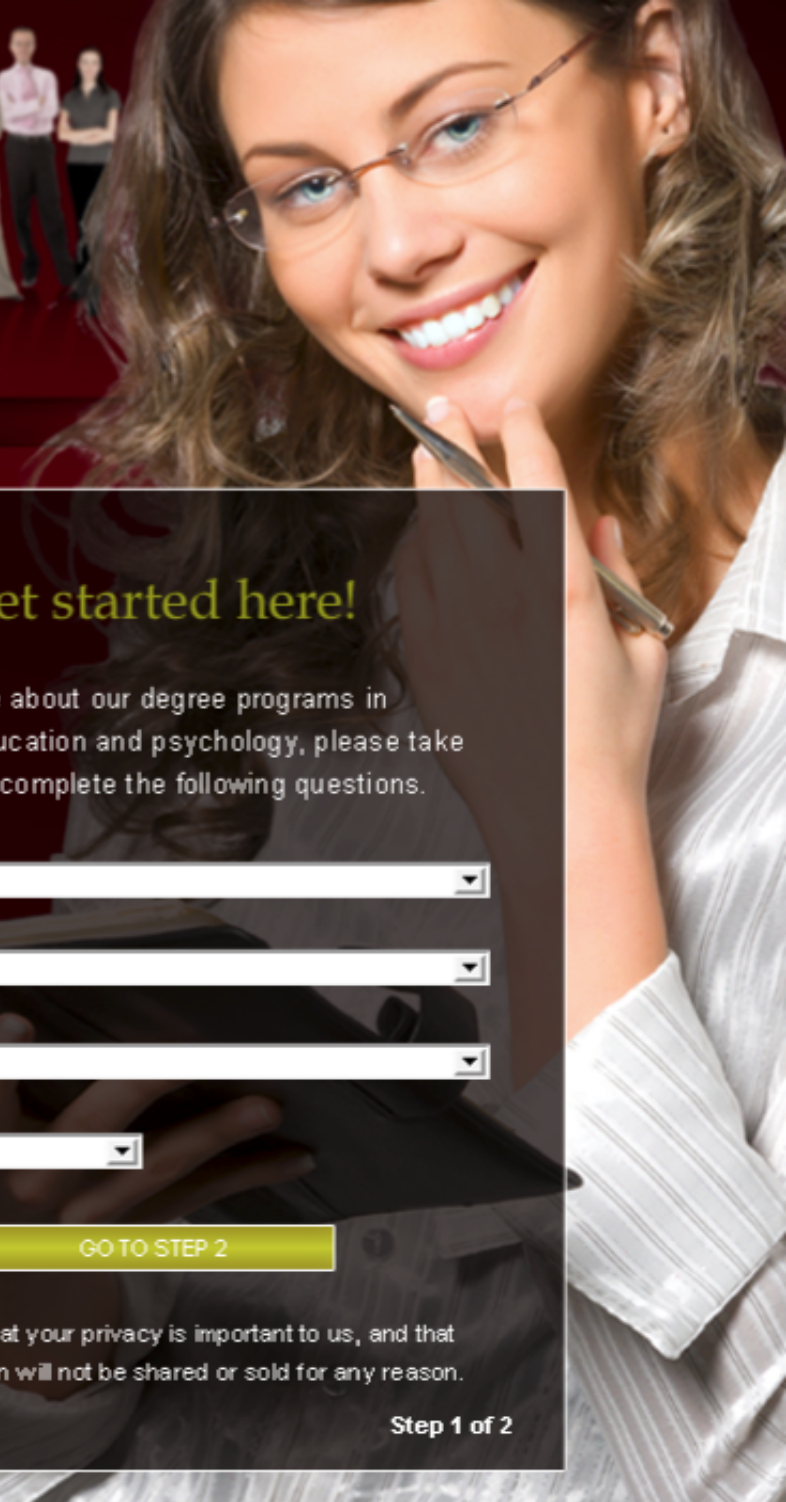 et started here!
about our degree programs in
ucation and psychology, please take
complete the following questions.
GO TO STEP 2
at your privacy is important to us, and that
n will not be shared or sold for any reason.
Step 1 of 2